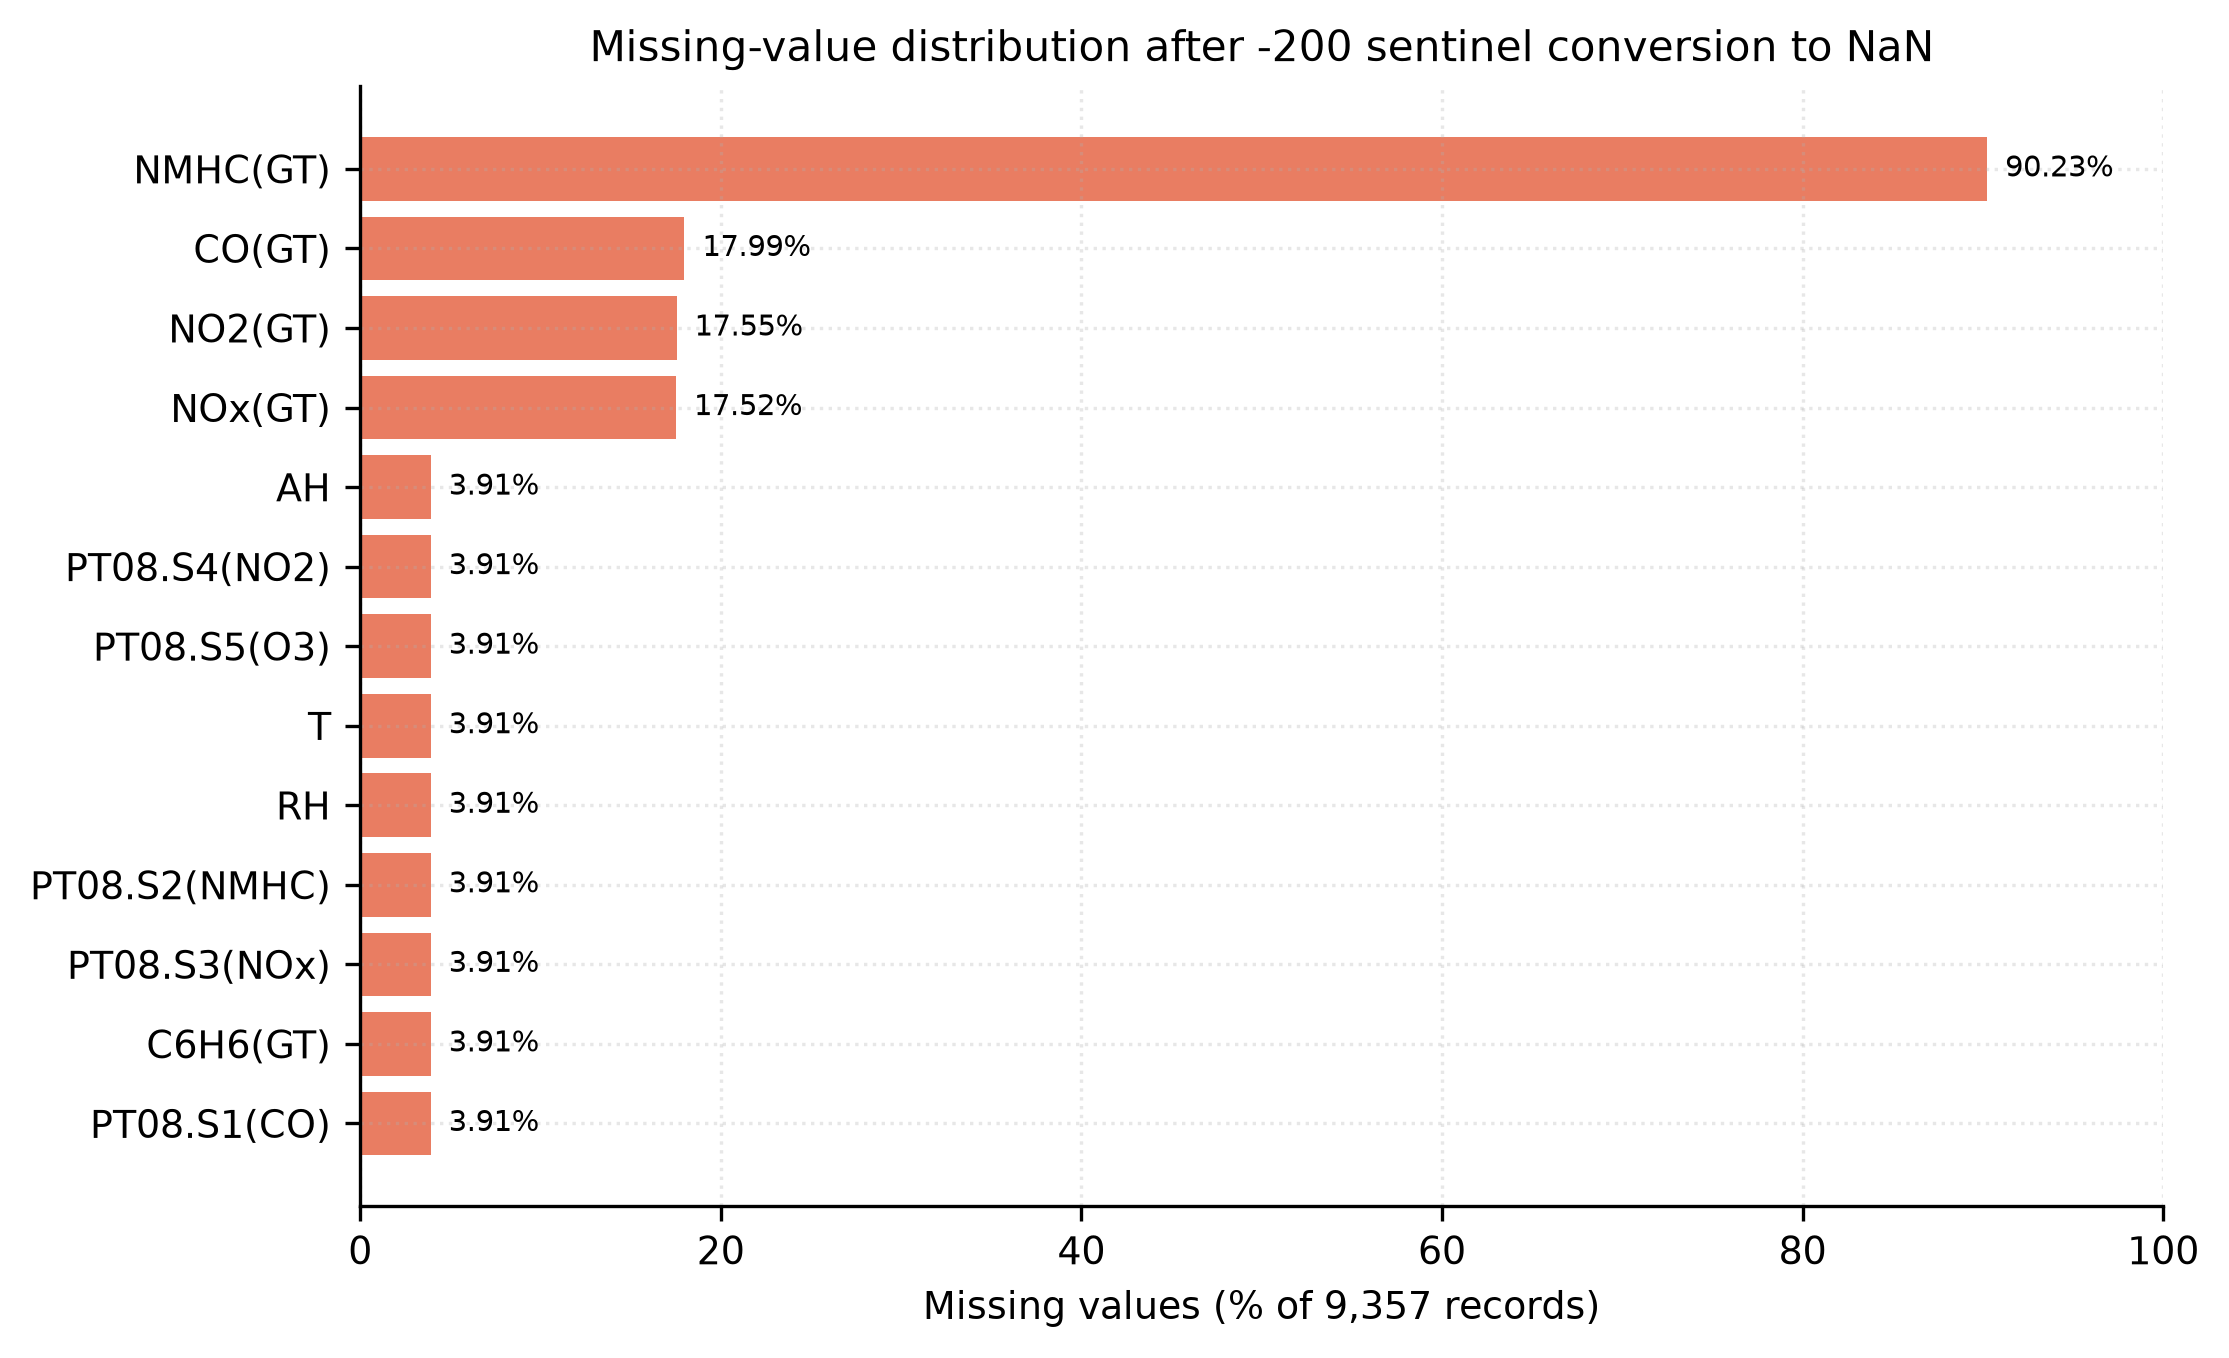 Missing-value distribution after -200 sentinel conversion to NaN
NMHC(GT) 90.23%
CO(GT) 17.99%
NO2(GT) 17.55%
NOx(GT) 17.52%
AH 3.91%
PT08.S4(NO2) 3.91%
PT08.S5(O3) 3.91%
T 3.91%
RH 3.91%
PT08.S2(NMHC) 3.91%
PT08.S3(NOx) 3.91%
C6H6(GT) 3.91%
PT08.S1(CO) 3.91%
0 20 40 60 80 100
Missing values (% of 9,357 records)